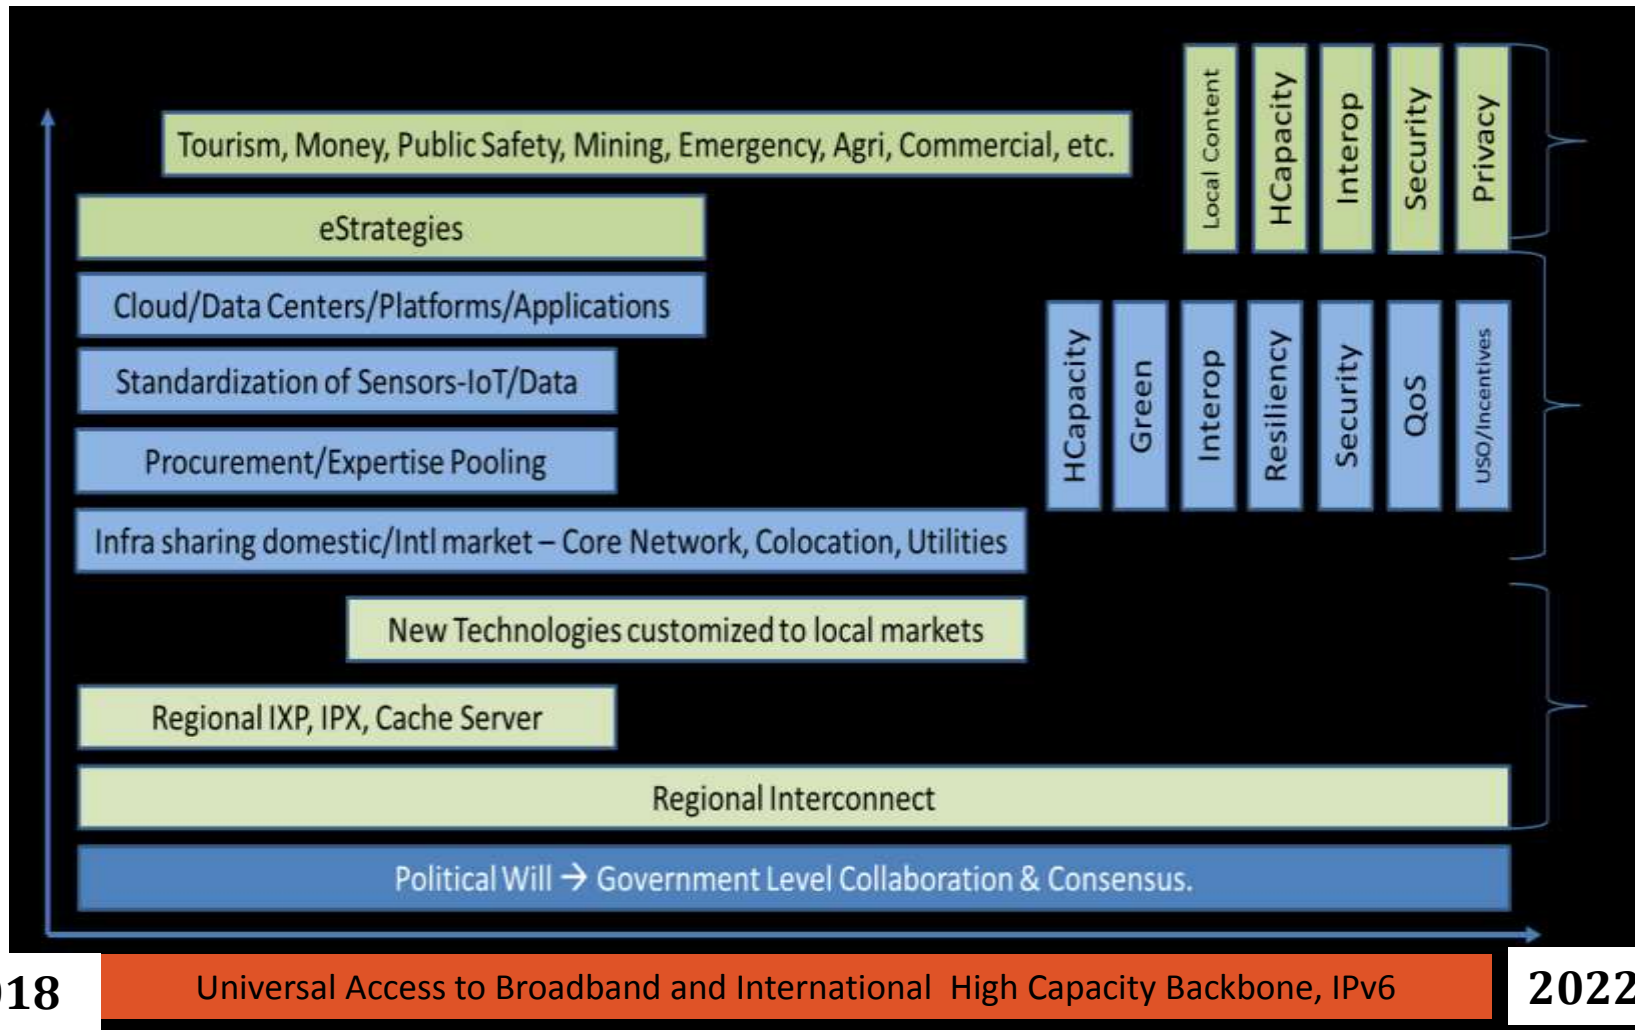 Local Content
HCapacity
Interop
Security
Privacy
Tourism, Money, Public Safety, Mining, Emergency, Agri, Commercial, etc.
eStrategies
Cloud/Data Centers/Platforms/Applications
Standardization of Sensors-IoT/Data
Procurement/Expertise Pooling
Infra sharing domestic/Intl market – Core Network, Colocation, Utilities
HCapacity
Green
Interop
Resiliency
Security
QoS
USO/Incentives
New Technologies customized to local markets
Regional IXP, IPX, Cache Server
Regional Interconnect
Political Will → Government Level Collaboration & Consensus.
18
Universal Access to Broadband and International High Capacity Backbone, IPv6
2022